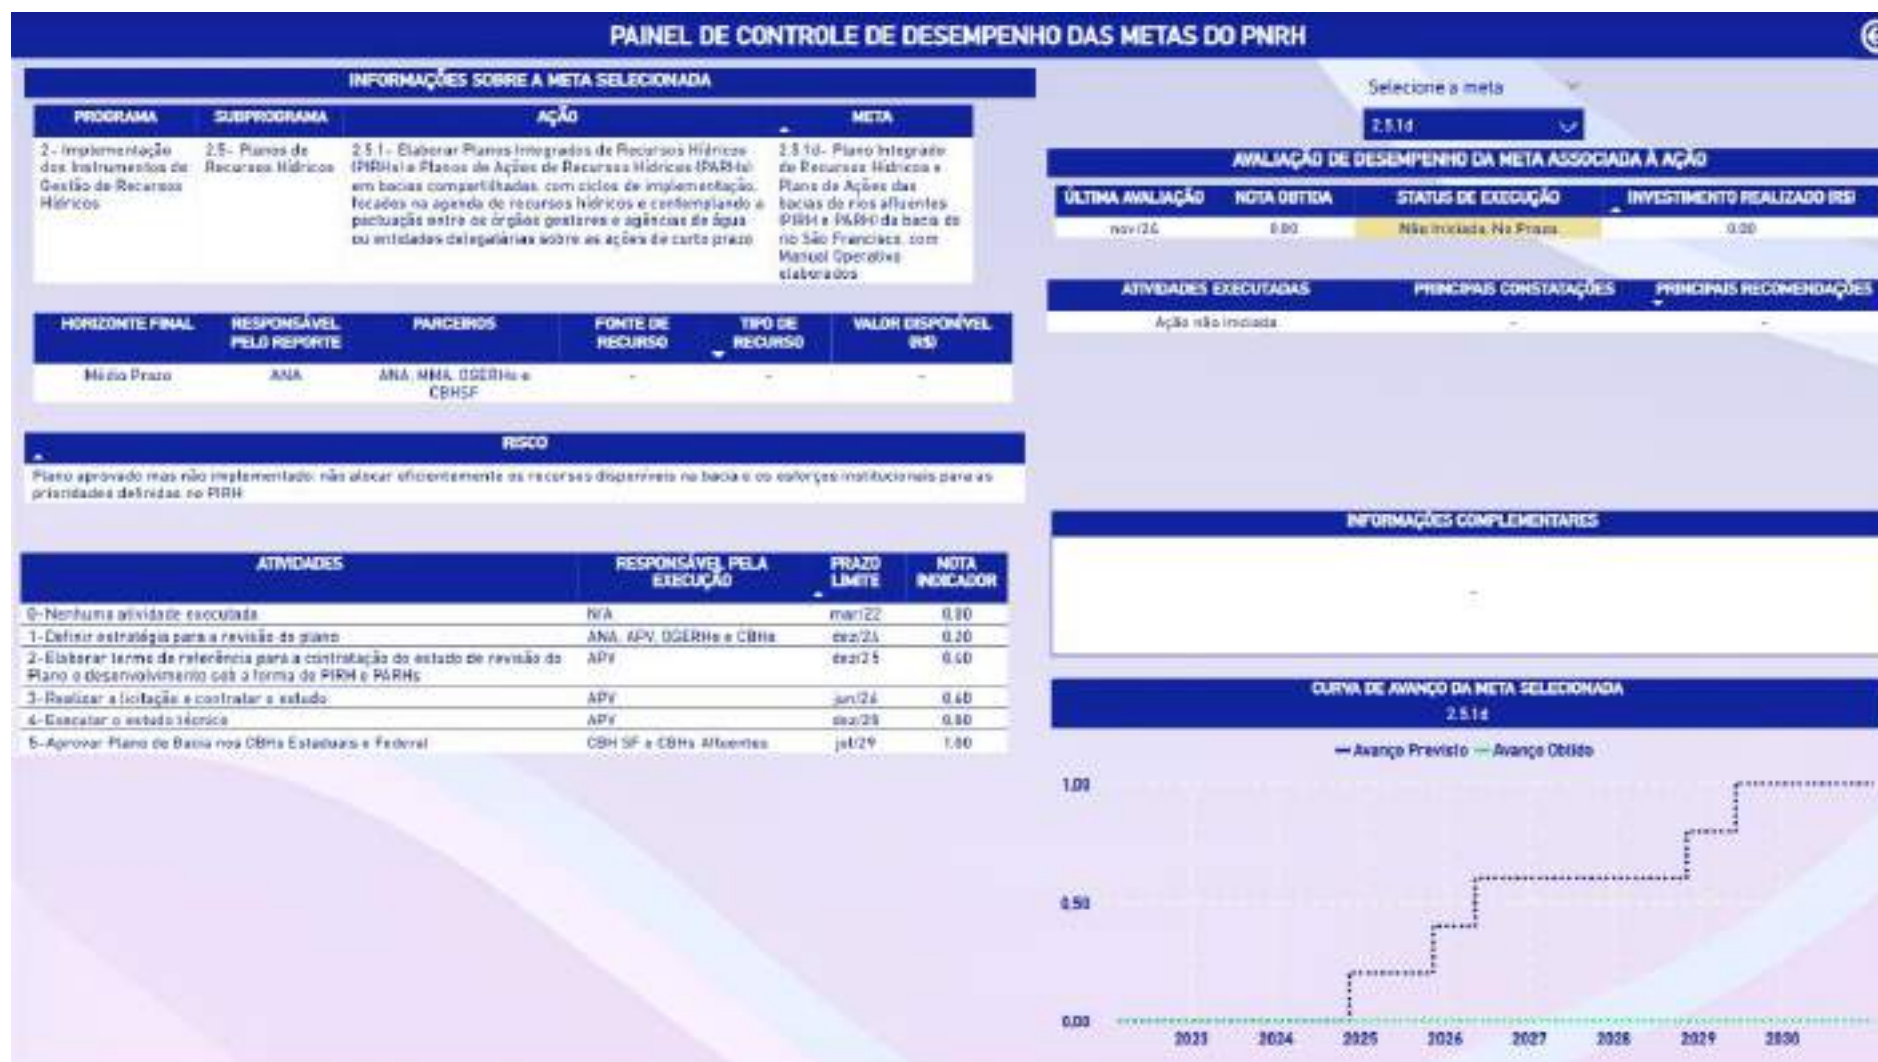 PAINEL DE CONTROLE DE DESEMPENHO DAS METAS DO PNRH
INFORMAÇÕES SOBRE A META SELECIONADA
PROGRAMA SUBPROGRAMA AÇÃO META
2- Implementação dos Instrumentos de Gestão de Recursos Hídricos
2.5- Planos de Recursos Hídricos
2.5.1- Elaborar Planos Integrados de Recursos Hídricos
(PIRHs) e Planos de Ações de Recursos Hídricos (PARHs)
em bacias compartilhadas, com ciclos de implementação,
focados na agenda de recursos hídricos e contemplando a
pactuação entre os órgãos gestores e agências de água
ou entidades delegatárias sobre as ações de curto prazo
2.5.1d- Plano Integrado
de Recursos Hídricos e
Plano de Ações das
bacias de rios afluentes
(PIRH e PARH) da bacia do
rio São Francisco, com
Manual Operativo
elaborados
HORIZONTE FINAL RESPONSÁVEL PELO REPORTE PARCEIROS FONTE DE RECURSO TIPO DE RECURSO VALOR DISPONÍVEL (R$)
Médio Prazo ANA ANA, MMA, OGERHs e CBHSF - - -
RISCO
Plano aprovado mas não implementado; não alocar eficientemente os recursos disponíveis na bacia e os esforços institucionais para as
prioridades definidas no PIRH
ATIVIDADES RESPONSÁVEL PELA EXECUÇÃO PRAZO LIMITE NOTA INDICADOR
0-Nenhuma atividade executada N/A mar/22 0.00
1-Definir estratégia para a revisão do plano ANA, APV, OGERHs e CBHs dez/24 0.20
2-Elaborar termo de referência para a contratação do estudo de revisão do APV dez/25 0.40
Plano e desenvolvimento sob a forma de PIRH e PARHs
3-Realizar a licitação e contratar o estudo APV jun/26 0.60
4-Executar o estudo técnico APV dez/28 0.80
5-Aprovar Plano de Bacia nos CBHs Estaduais e Federal CBH SF e CBHs Afluentes jul/29 1.00
Selecione a meta
2.5.1d
AVALIAÇÃO DE DESEMPENHO DA META ASSOCIADA À AÇÃO
ÚLTIMA AVALIAÇÃO NOTA OBTIDA STATUS DE EXECUÇÃO INVESTIMENTO REALIZADO (R$)
nov/24 0.00 Não Iniciada, No Prazo 0.00
ATIVIDADES EXECUTADAS PRINCIPAIS CONSTATAÇÕES PRINCIPAIS RECOMENDAÇÕES
Ação não iniciada - -
INFORMAÇÕES COMPLEMENTARES
-
CURVA DE AVANÇO DA META SELECIONADA
2.5.1d
Avanço Previsto Avanço Obtido
1.00
0.50
0.00
2023 2024 2025 2026 2027 2028 2029 2030